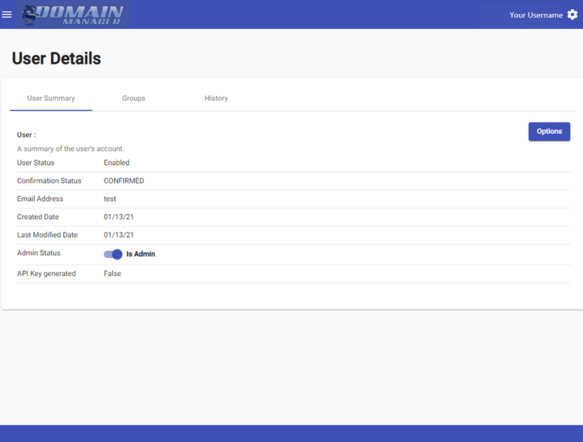 DOMAIN
MANAGER
Your Username
User Details
User Summary
Groups
History
User :
Options
A summary of the user's account.
User Status Enabled
Confirmation Status CONFIRMED
Email Address test
Created Date 01/13/21
Last Modified Date 01/13/21
Admin Status Is Admin
API Key generated False